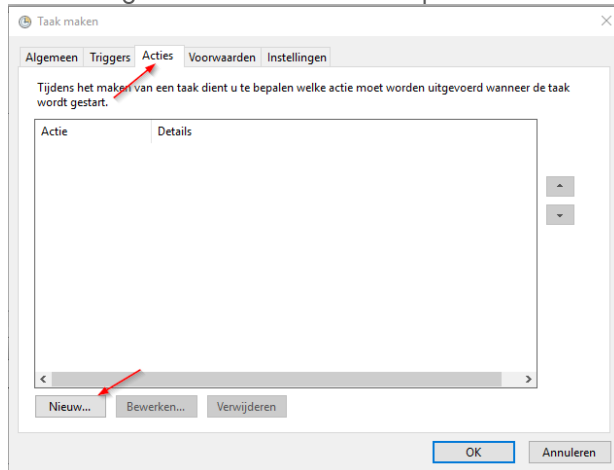 Taak maken
Algemeen Triggers Acties Voorwaarden Instellingen
Tijdens het maken van een taak dient u te bepalen welke actie moet worden uitgevoerd wanneer de taak
wordt gestart.
Actie Details
Nieuw... Bewerken... Verwijderen
OK Annuleren